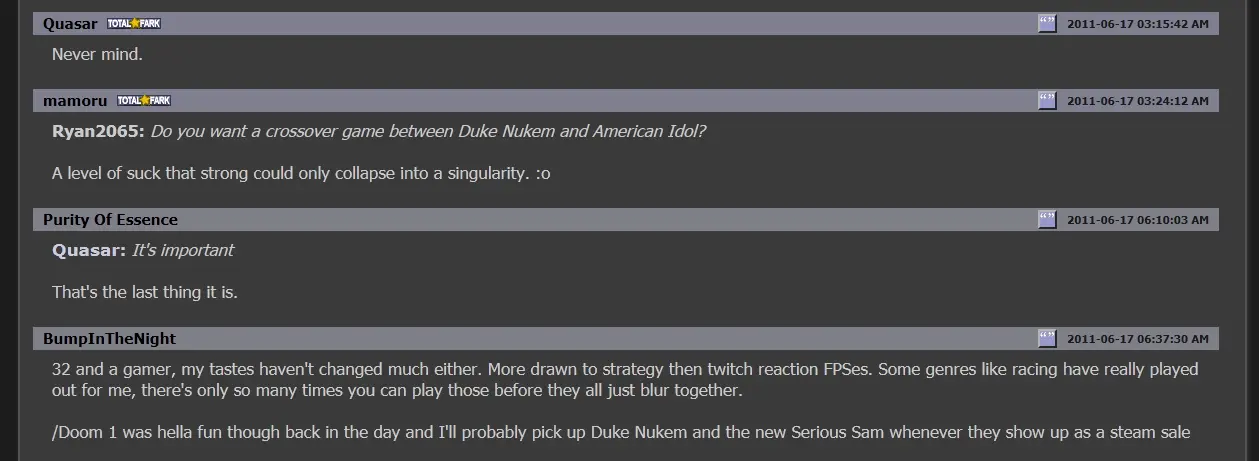 Quasar TOTAL FARK “” 2011-06-17 03:15:42 AM
Never mind.
mamoru TOTAL FARK “” 2011-06-17 03:24:12 AM
Ryan2065: Do you want a crossover game between Duke Nukem and American Idol?
A level of suck that strong could only collapse into a singularity. :o
Purity Of Essence “” 2011-06-17 06:10:03 AM
Quasar: It's important
That's the last thing it is.
BumpInTheNight “” 2011-06-17 06:37:30 AM
32 and a gamer, my tastes haven't changed much either. More drawn to strategy then twitch reaction FPSes. Some genres like racing have really played
out for me, there's only so many times you can play those before they all just blur together.
/Doom 1 was hella fun though back in the day and I'll probably pick up Duke Nukem and the new Serious Sam whenever they show up as a steam sale